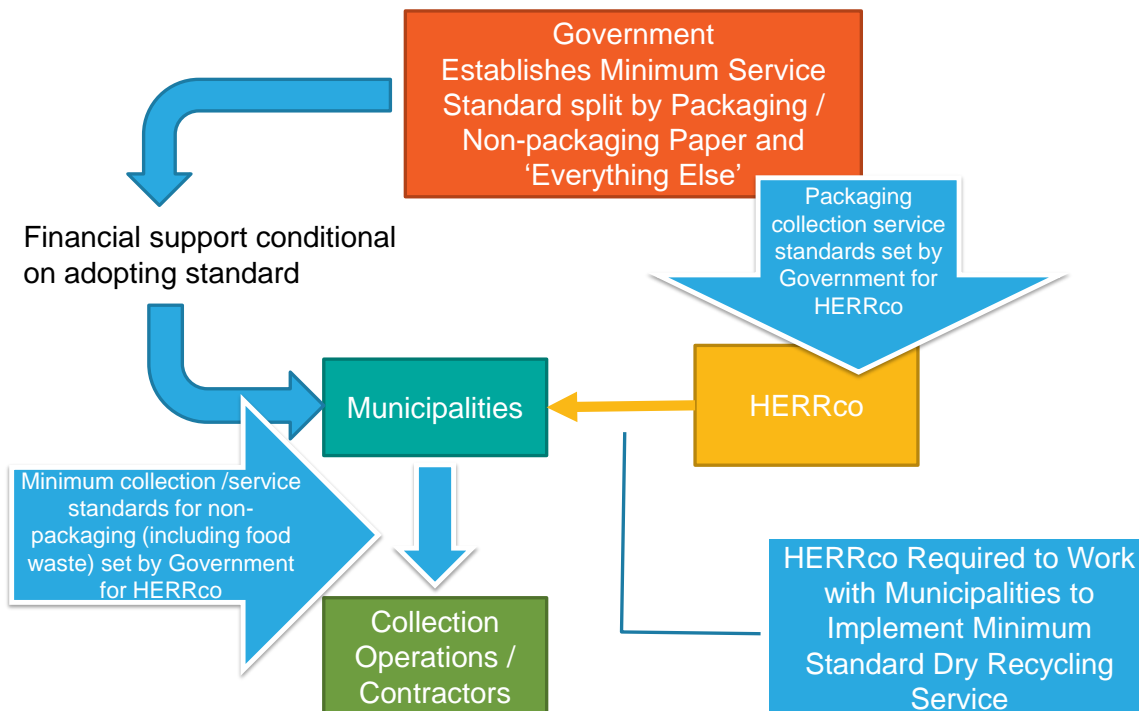 Government
Establishes Minimum Service
Standard split by Packaging /
Non-packaging Paper and
‘Everything Else’
Packaging
collection service
standards set by
Government for
HERRco
Financial support conditional
on adopting standard
Municipalities
HERRco
Minimum collection /service
standards for non-
packaging (including food
waste) set by Government
for HERRco
HERRco Required to Work
with Municipalities to
Implement Minimum
Standard Dry Recycling
Service
Collection
Operations /
Contractors